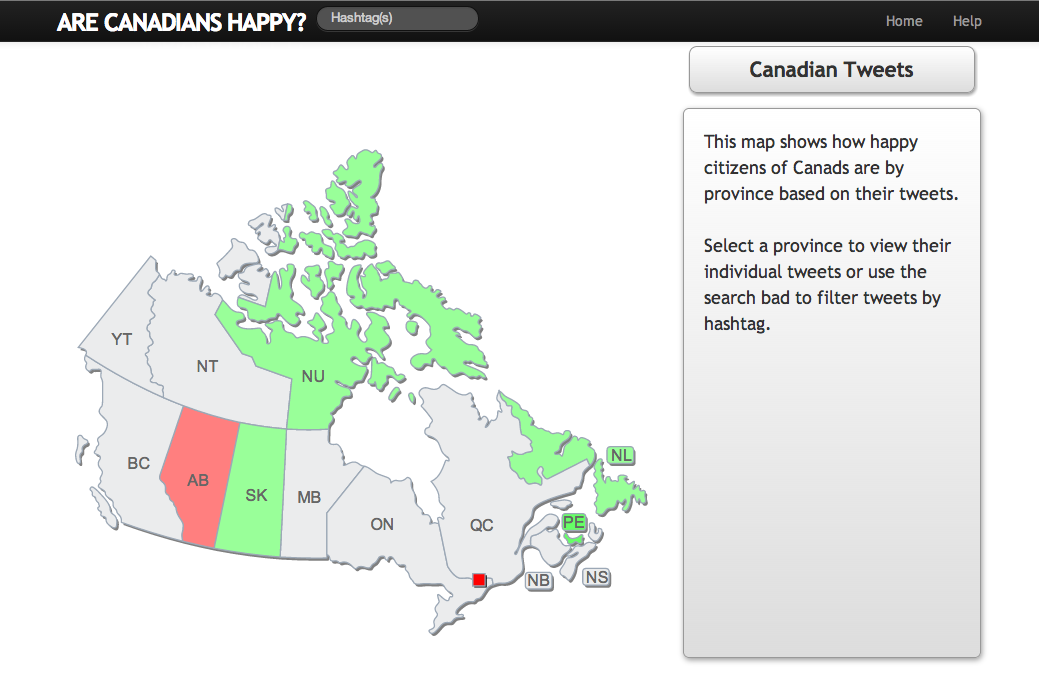 ARE CANADIANS HAPPY? Hashtag(s) Home Help
Canadian Tweets
This map shows how happy
citizens of Canads are by
province based on their tweets.
Select a province to view their
individual tweets or use the
search bad to filter tweets by
hashtag.
YT
NT
NU
BC
AB
SK
MB
ON
QC
NL
PE
NB
NS